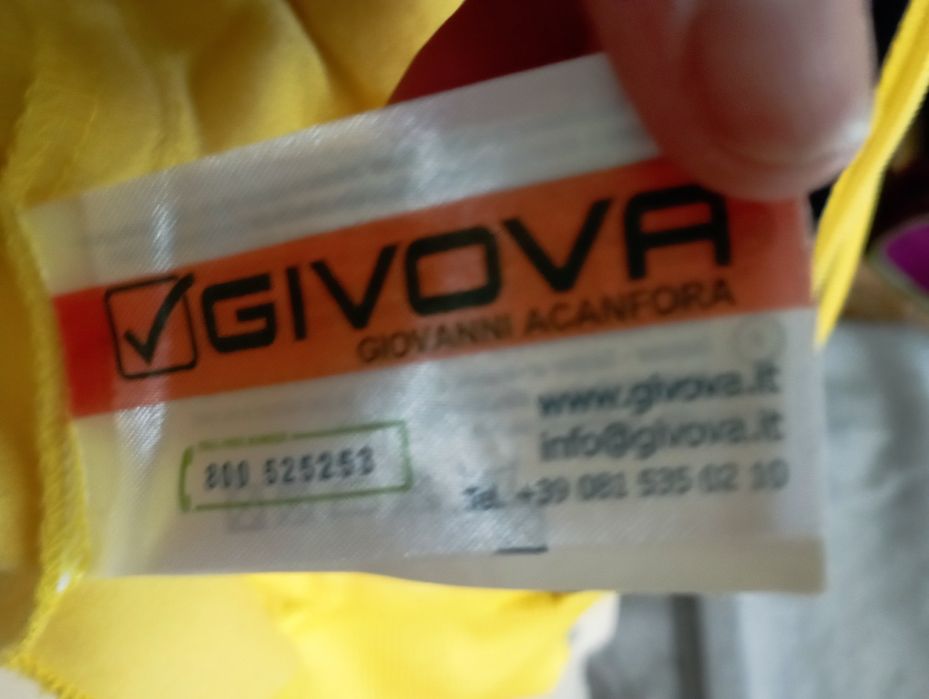 GIVOVA
GIOVANNI ACANFORA
www.givova.it
info@givova.it
Tel. +39 081 535 02 10
800 525253